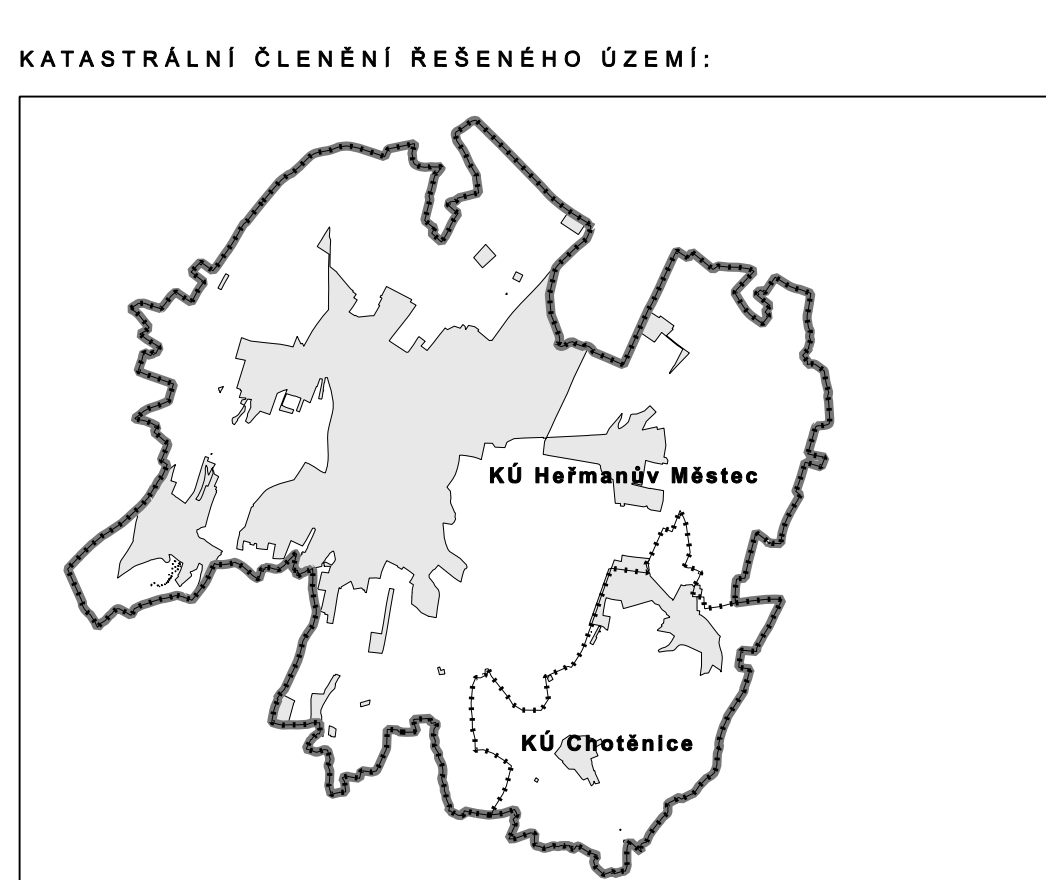 KATASTRÁLNÍ ČLENĚNÍ ŘEŠENÉHO ÚZEMÍ:
KÚ Heřmanův Městec
KÚ Chotěnice